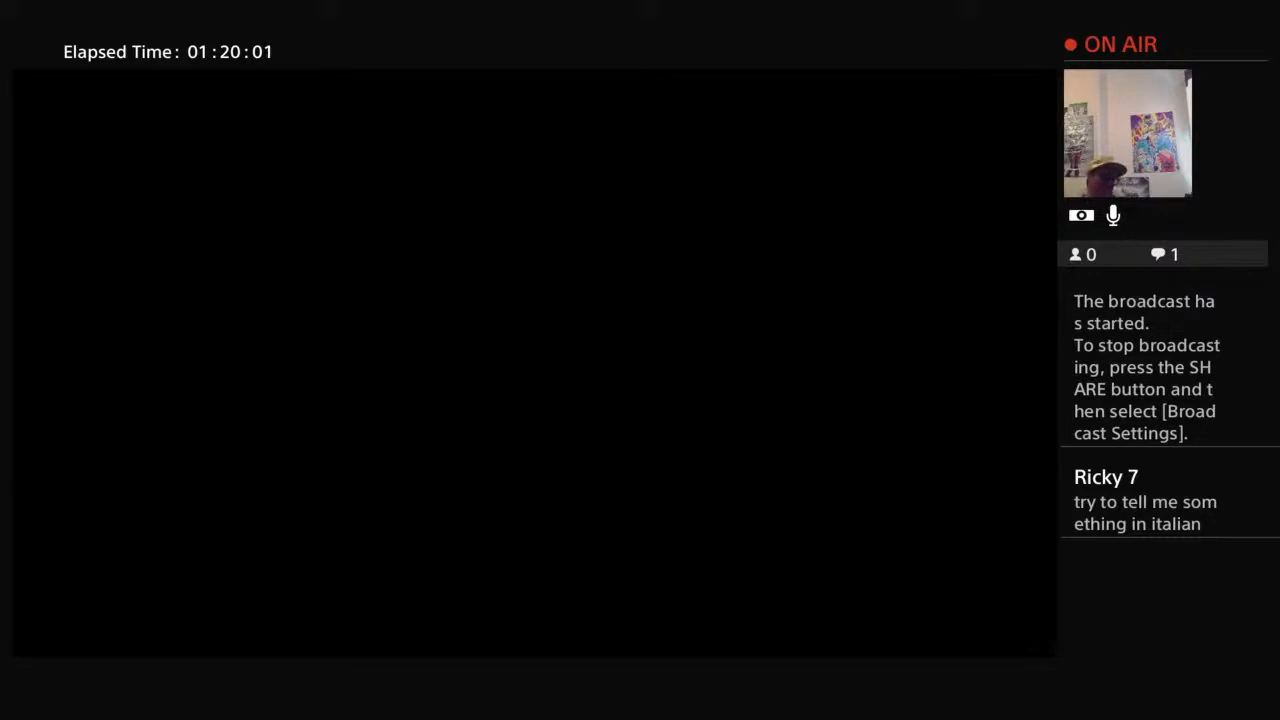 Elapsed Time: 01:20:01
ON AIR
0
1
The broadcast ha
s started.
To stop broadcast
ing, press the SH
ARE button and t
hen select [Broad
cast Settings].
Ricky 7
try to tell me som
ething in italian